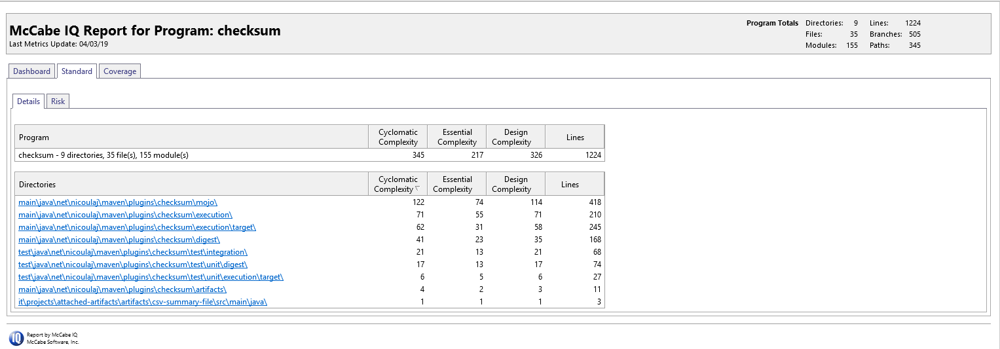 McCabe IQ Report for Program: checksum
Last Metrics Update: 04/03/19
Program Totals Directories: 9 Lines: 1224
Files: 35 Branches: 505
Modules: 155 Paths: 345
Dashboard Standard Coverage
Details Risk
Program Cyclomatic Complexity Essential Complexity Design Complexity Lines
checksum - 9 directories, 35 file(s), 155 module(s) 345 217 326 1224
Directories Cyclomatic Complexity Essential Complexity Design Complexity Lines
main\java\net\nicoulaj\maven\plugins\checksum\mojo\ 122 74 114 418
main\java\net\nicoulaj\maven\plugins\checksum\execution\ 71 55 71 210
main\java\net\nicoulaj\maven\plugins\checksum\execution\target\ 62 31 58 245
main\java\net\nicoulaj\maven\plugins\checksum\digest\ 41 23 35 168
test\java\net\nicoulaj\maven\plugins\checksum\test\integration\ 21 13 21 68
test\java\net\nicoulaj\maven\plugins\checksum\test\unit\digest\ 17 13 17 74
test\java\net\nicoulaj\maven\plugins\checksum\test\unit\execution\target\ 6 5 6 27
main\java\net\nicoulaj\maven\plugins\checksum\artifacts\ 4 2 3 11
it\projects\attached-artifacts\artifacts\csv-summary-file\src\main\java\ 1 1 1 3
IQ Report by McCabe IQ
McCabe Software, Inc.